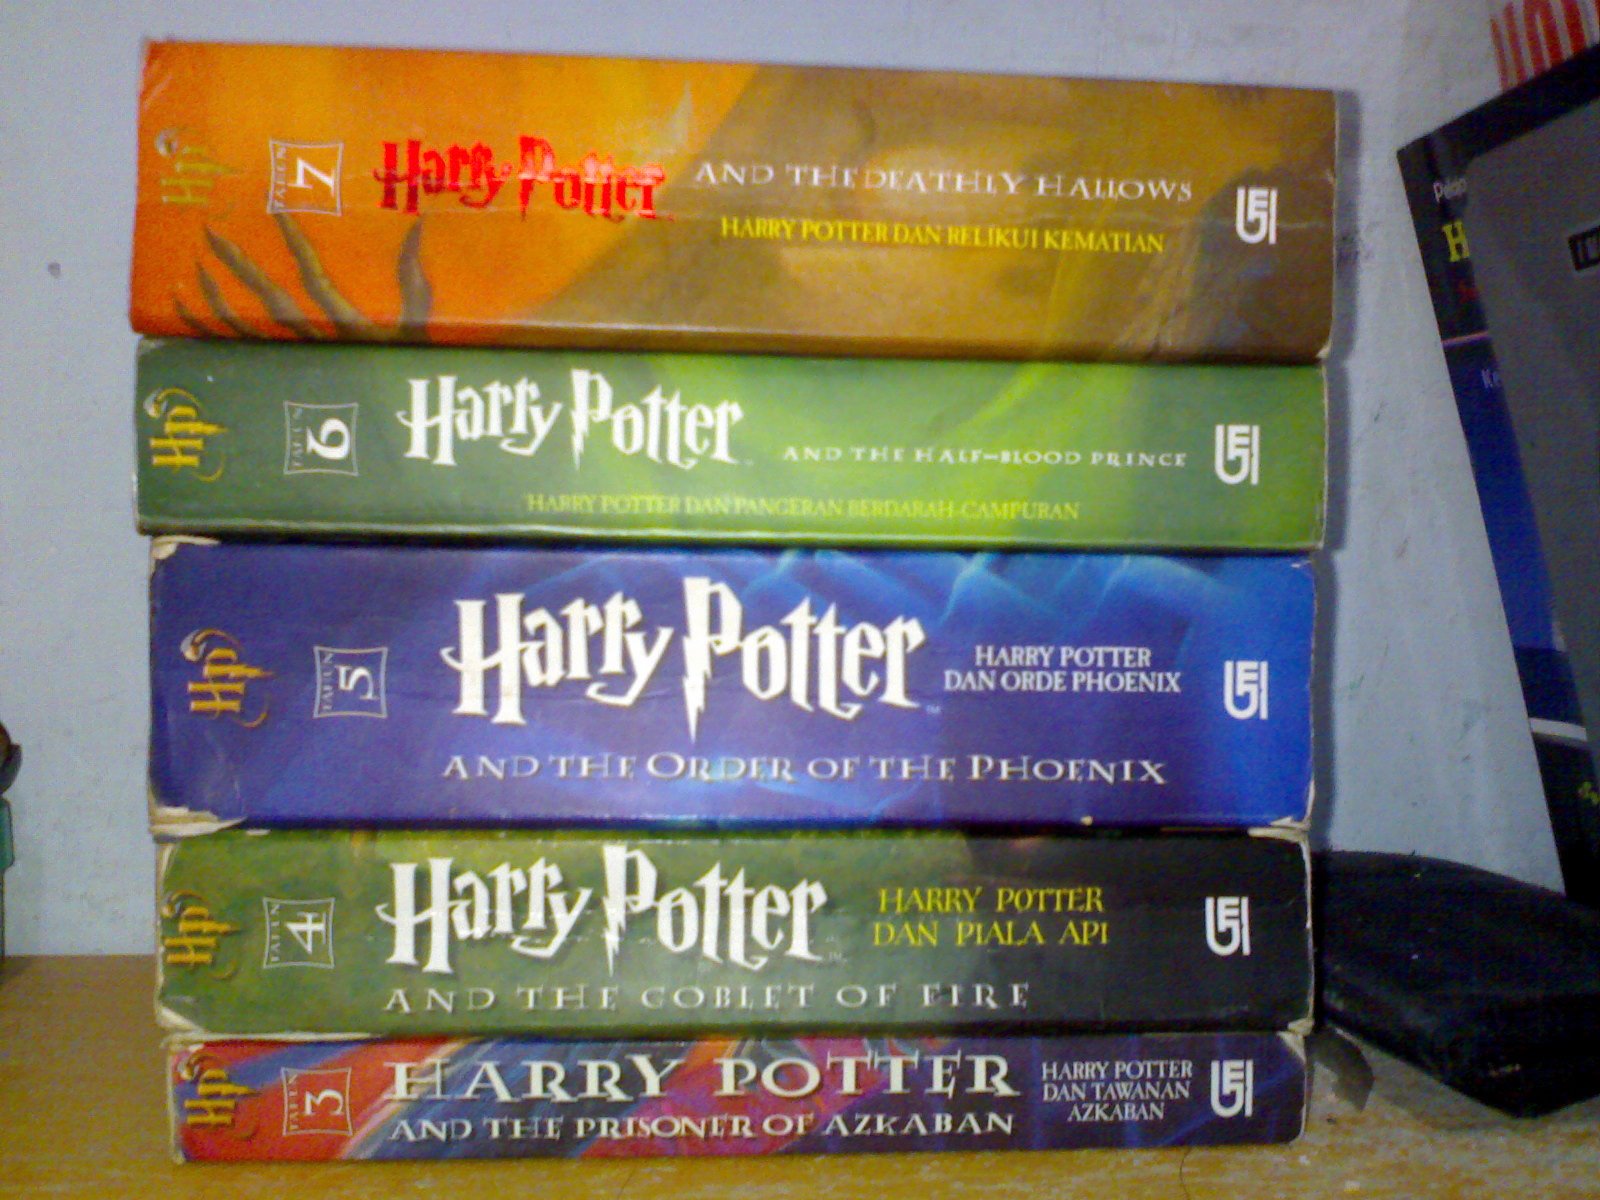 Hp
TAHUN
7
Harry Potter
AND THE DEATHLY HALLOWS
HARRY POTTER DAN RELIKUI KEMATIAN
Hp
TAHUN
6
Harry Potter
AND THE HALF-BLOOD PRINCE
HARRY POTTER DAN PANGERAN BERDARAH-CAMPURAN
Hp
TAHUN
5
Harry Potter
HARRY POTTER
DAN ORDE PHOENIX
AND THE ORDER OF THE PHOENIX
Hp
TAHUN
4
Harry Potter
HARRY POTTER
DAN PIALA API
AND THE GOBLET OF FIRE
Hp
TAHUN
3
HARRY POTTER
AND THE PRISONER OF AZKABAN
HARRY POTTER
DAN TAWANAN
AZKABAN